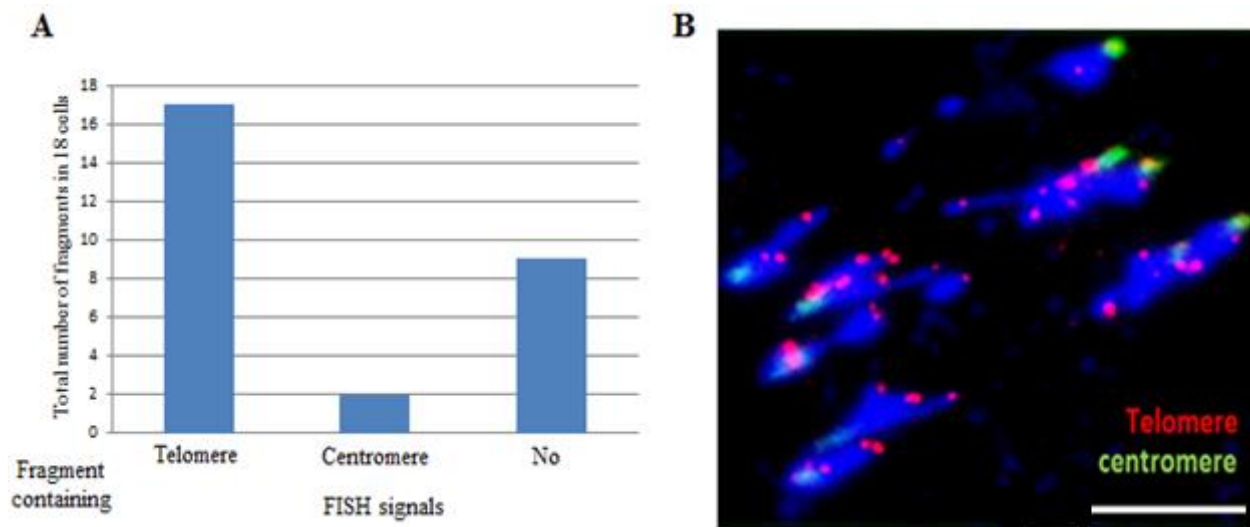 A
Total number of fragments in 18 cells
18
16
14
12
10
8
6
4
2
0
Telomere
Centromere
No
Fragment
containing
FISH signals
B
Telomere
centromere